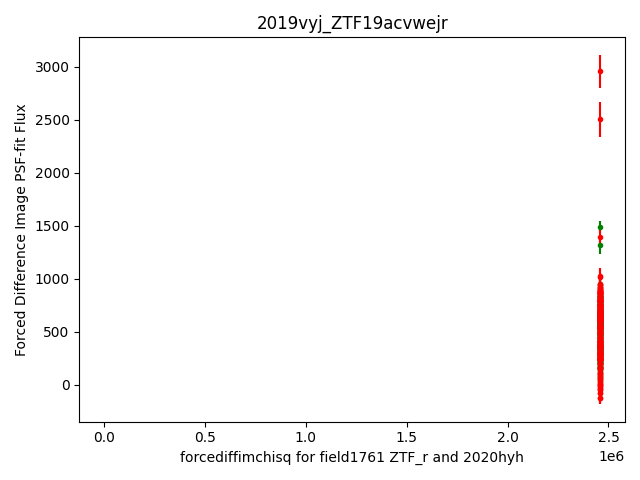 2019vyj_ZTF19acvwejr
Forced Difference Image PSF-fit Flux
3000
2500
2000
1500
1000
500
0
0.0 0.5 1.0 1.5 2.0 2.5
1e6
forcediffimchisq for field1761 ZTF_r and 2020hyh